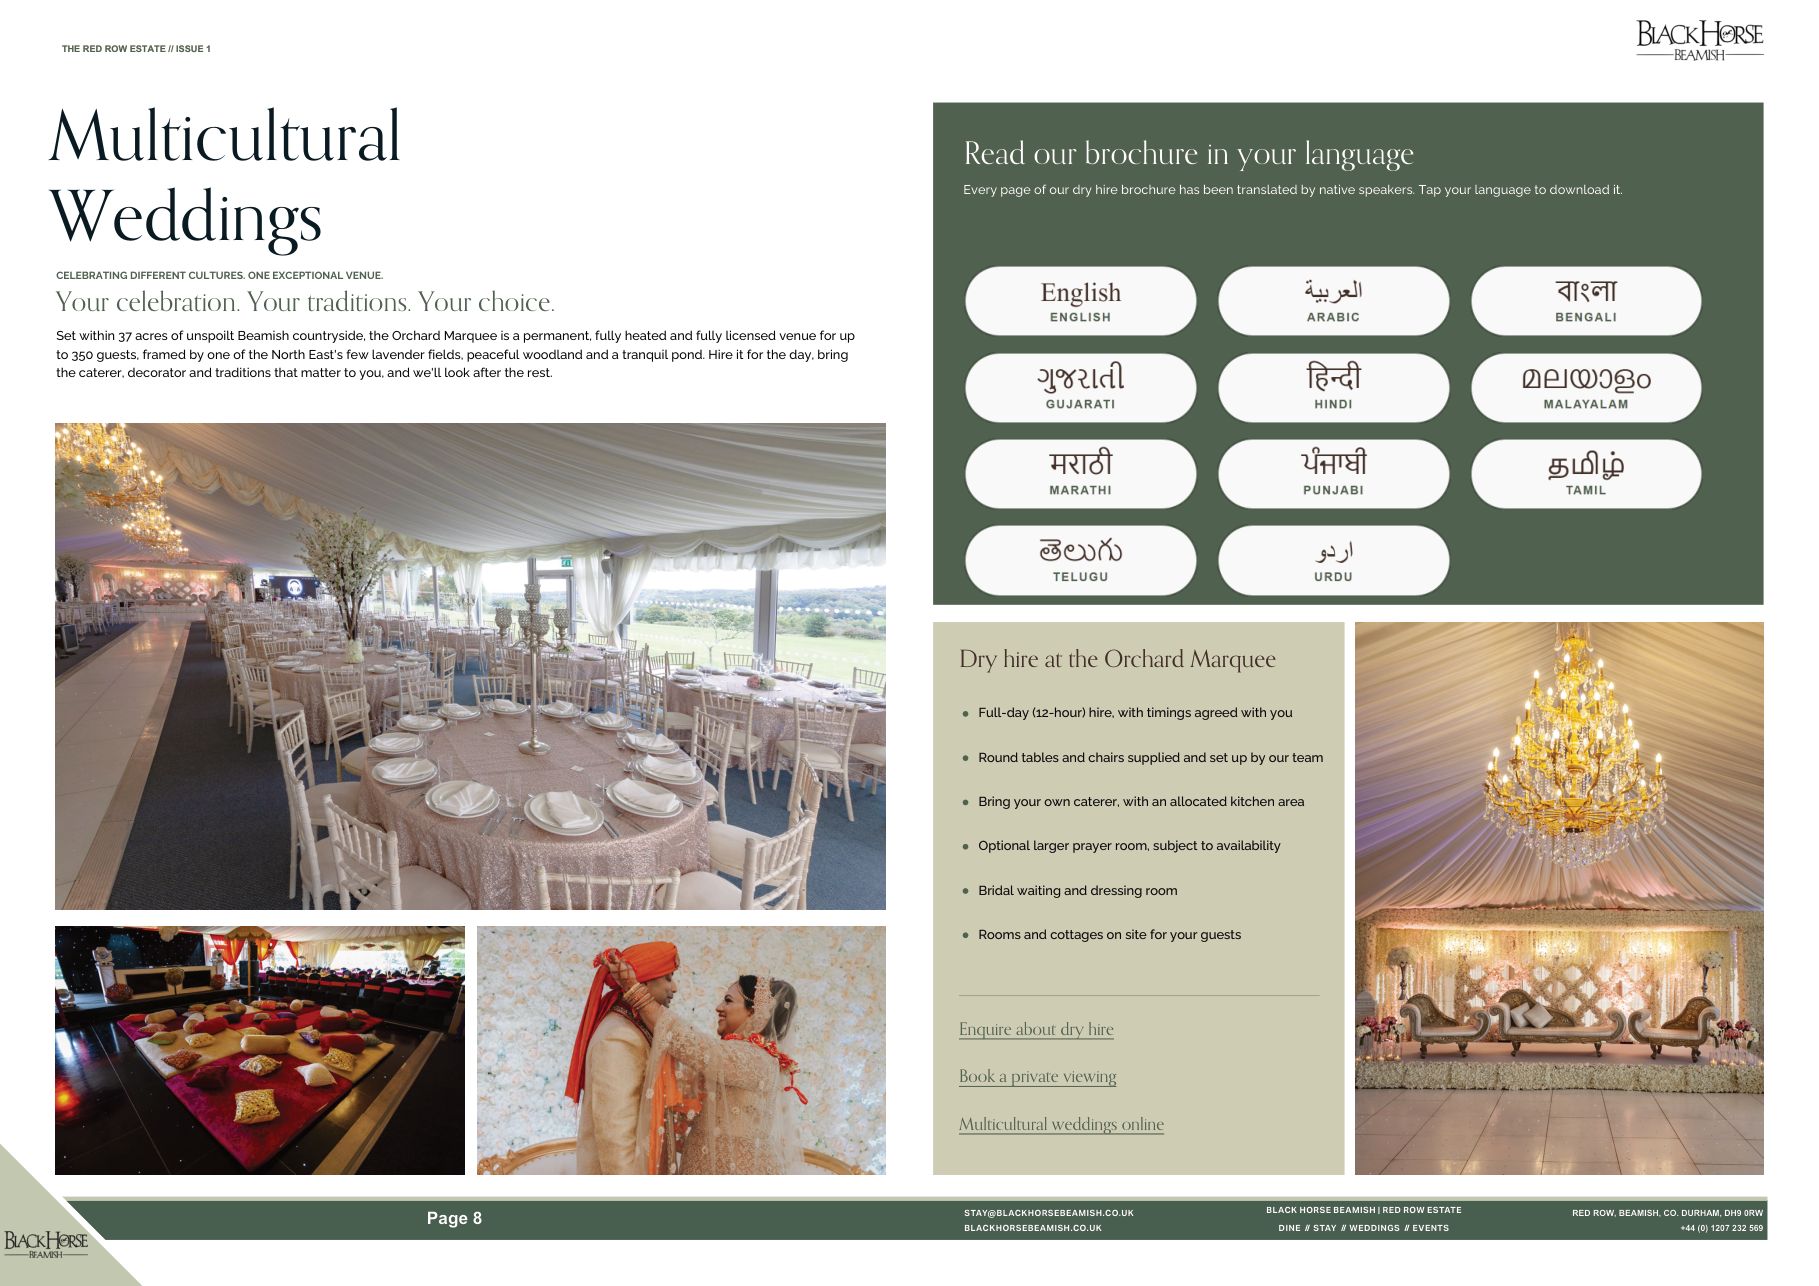 THE RED ROW ESTATE // ISSUE 1
BLACK HORSE
BEAMISH
Multicultural
Weddings
CELEBRATING DIFFERENT CULTURES. ONE EXCEPTIONAL VENUE.
Your celebration. Your traditions. Your choice.
Set within 37 acres of unspoilt Beamish countryside, the Orchard Marquee is a permanent, fully heated and fully licensed venue for up
to 350 guests, framed by one of the North East's few lavender fields, peaceful woodland and a tranquil pond. Hire it for the day, bring
the caterer, decorator and traditions that matter to you, and we'll look after the rest.
Read our brochure in your language
Every page of our dry hire brochure has been translated by native speakers. Tap your language to download it.
English
ENGLISH
العربية
ARABIC
বাংলা
BENGALI
ગુજરાતી
GUJARATI
हिन्दी
HINDI
മലയാളം
MALAYALAM
मराठी
MARATHI
ਪੰਜਾਬੀ
PUNJABI
தமிழ்
TAMIL
తెలుగు
TELUGU
اردو
URDU
Dry hire at the Orchard Marquee
Full-day (12-hour) hire, with timings agreed with you
Round tables and chairs supplied and set up by our team
Bring your own caterer, with an allocated kitchen area
Optional larger prayer room, subject to availability
Bridal waiting and dressing room
Rooms and cottages on site for your guests
Enquire about dry hire
Book a private viewing
Multicultural weddings online
BLACK HORSE
BEAMISH
Page 8
STAY@BLACKHORSEBEAMISH.CO.UK
BLACKHORSEBEAMISH.CO.UK
BLACK HORSE BEAMISH | RED ROW ESTATE
DINE // STAY // WEDDINGS // EVENTS
RED ROW, BEAMISH, CO. DURHAM, DH9 0RW
+44 (0) 1207 232 569